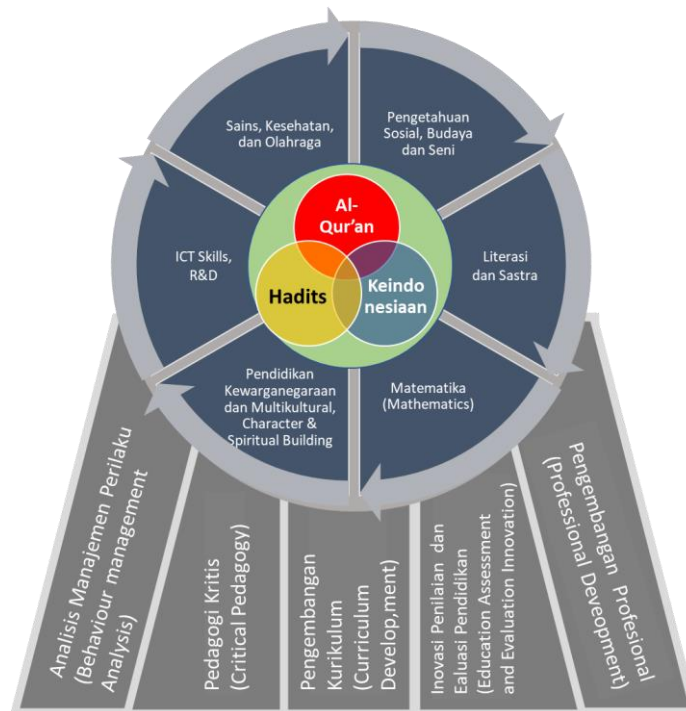 Sains, Kesehatan,
dan Olahraga
Pengetahuan
Sosial, Budaya
dan Seni
Al-
Qur'an
ICT Skills,
R&D
Literasi
dan Sastra
Hadits
Keindo
nesiaan
Pendidikan
Kewarganegaraan
dan Multikultural,
Character &
Spiritual Building
Matematika
(Mathematics)
Analisis Manajemen Perilaku
(Behaviour management
Analysis)
Pedagogi Kritis
(Critical Pedagogy)
Pengembangan
Kurikulum
(Curriculum
Develop,ment)
Inovasi Penilaian dan
Ealuasi Pendidikan
(Education Assessment
and Evaluation Innovation)
Pengembangan Profesional
(Professional Deveopment)